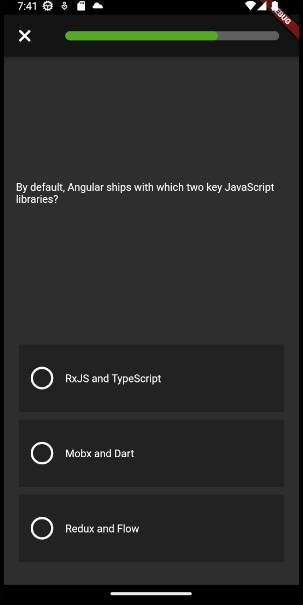 7:41
DEBUG
By default, Angular ships with which two key JavaScript
libraries?
RxJS and TypeScript
Mobx and Dart
Redux and Flow